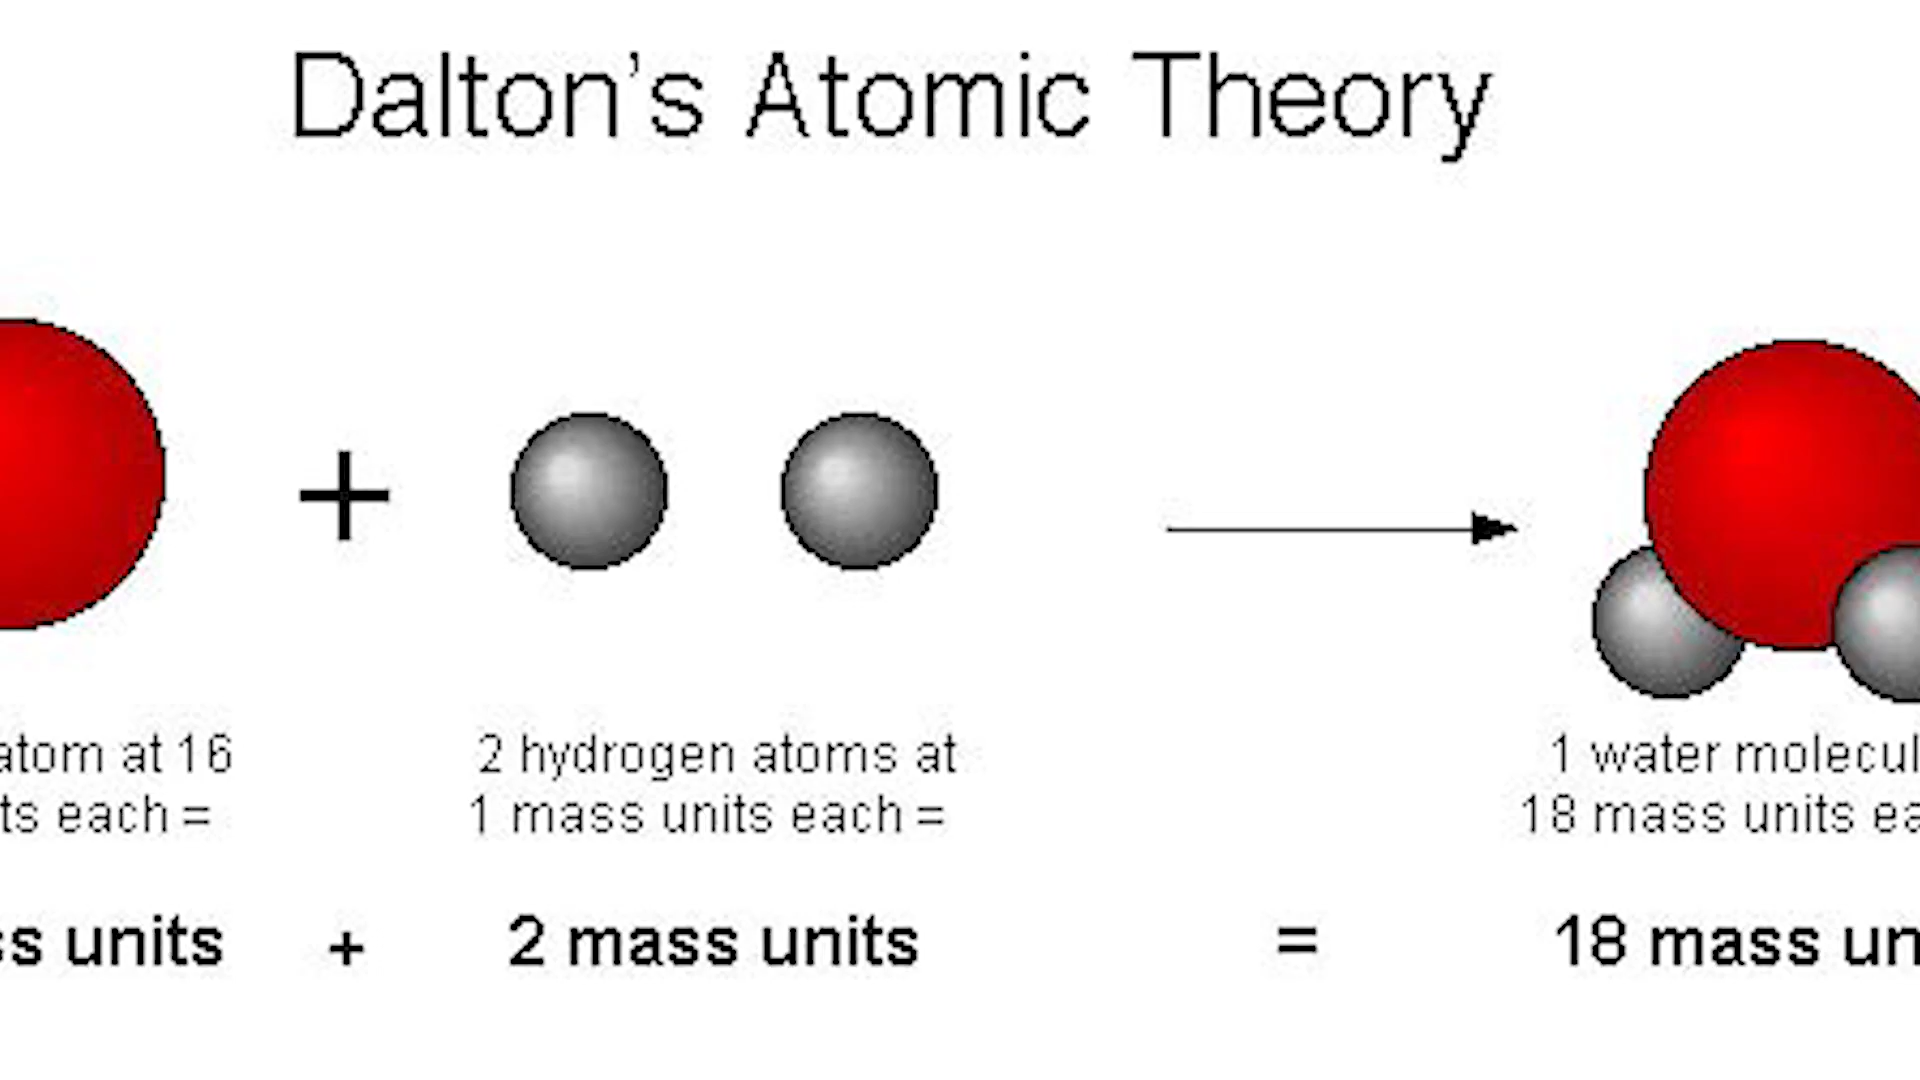 Dalton's Atomic Theory
+
atom at 16
ts each =
2 hydrogen atoms at
1 mass units each =
1 water molecul
18 mass units ea
ss units + 2 mass units = 18 mass un